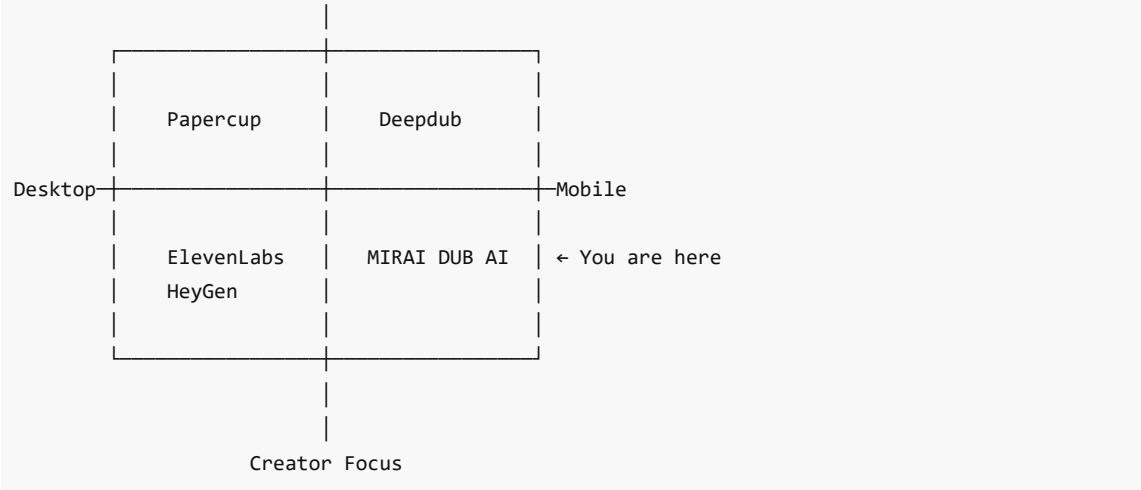 Papercup Deepdub
Desktop Mobile
ElevenLabs MIRAI DUB AI ← You are here
HeyGen
Creator Focus